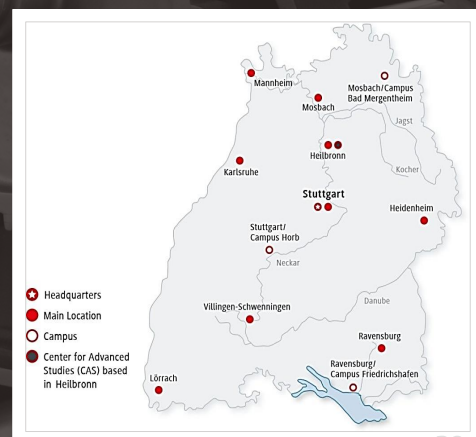 Mannheim
Mosbach/Campus
Bad Mergentheim
Mosbach
Jagst
Heilbronn
Karlsruhe
Kocher
Stuttgart
Heidenheim
Stuttgart/
Campus Horb
Neckar
Headquarters
Main Location
Campus
Center for Advanced
Studies (CAS) based
in Heilbronn
Villingen-Schwenningen
Danube
Ravensburg
Ravensburg/
Campus Friedrichshafen
Lörrach